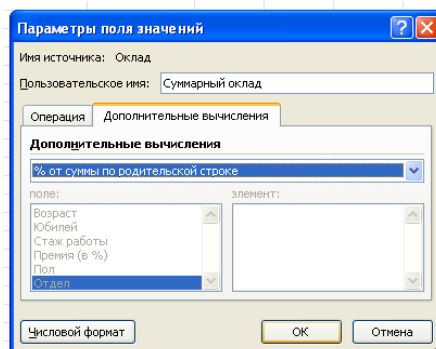 Параметры поля значений
Имя источника: Оклад
Пользовательское имя: Суммарный оклад
Операция Дополнительные вычисления
Дополнительные вычисления
% от суммы по родительской строке
поле: элемент:
Возраст
Юбилей
Стаж работы
Премия (в %)
Пол
Отдел
Числовой формат ОК Отмена